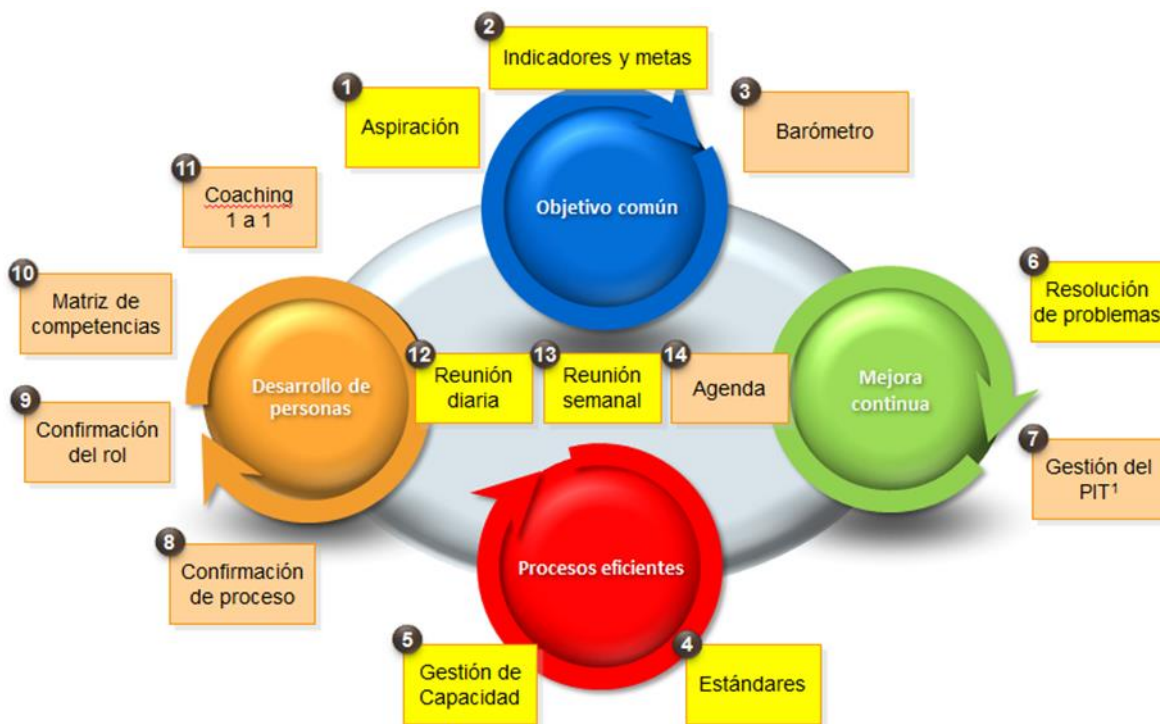 2
Indicadores y metas
1
Aspiración
3
Barómetro
11
Coaching
1 a 1
Objetivo común
10
Matriz de
competencias
6
Resolución
de problemas
12
Reunión
diaria
13
Reunión
semanal
14
Agenda
Desarrollo de
personas
Mejora
continua
9
Confirmación
del rol
7
Gestión del
PIT¹
8
Confirmación
de proceso
Procesos eficientes
5
Gestión de
Capacidad
4
Estándares